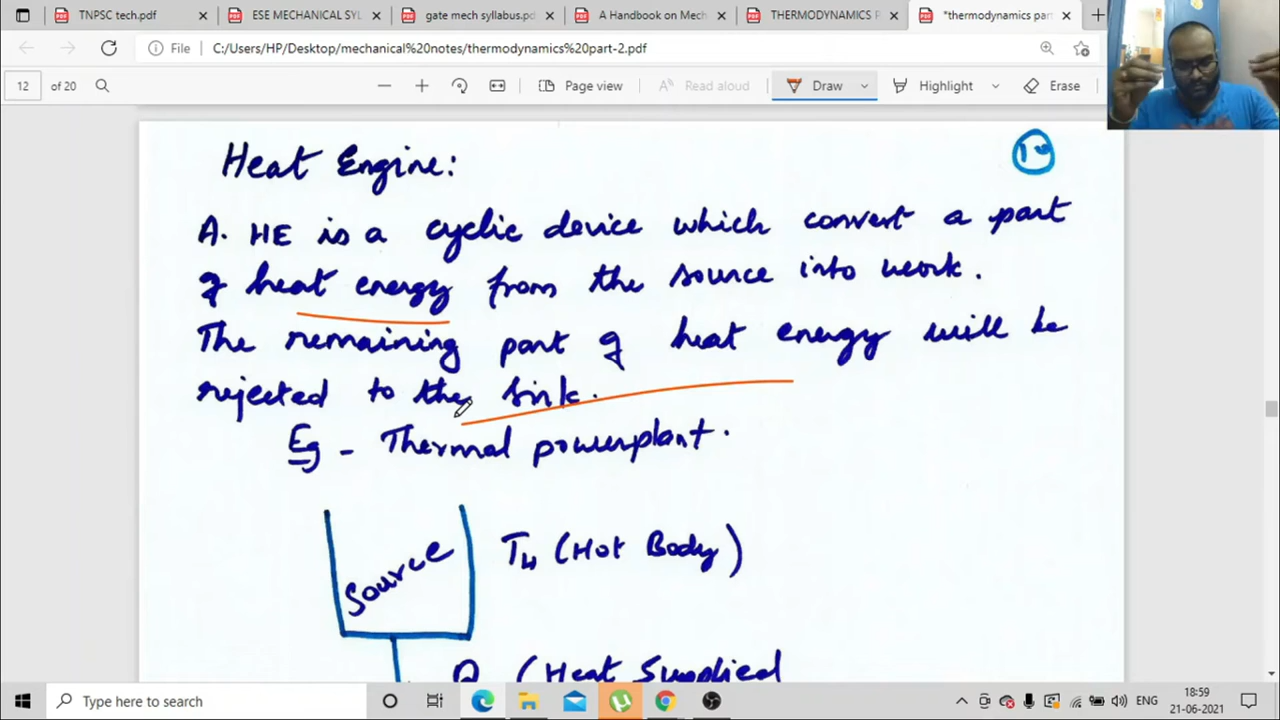 TNPSC tech.pdf
ESE MECHANICAL SYL
gate mech syllabus.pd
A Handbook on Mech
THERMODYNAMICS P
*thermodynamics par
File
C:/Users/HP/Desktop/mechanical%20notes/thermodynamics%20part-2.pdf
12 of 20
Page view
Read aloud
Draw
Highlight
Erase
Heat Engine:
A. HE is a cyclic device which convert a part
of heat energy from the source into work.
The remaining part of heat energy will be
rejected to the sink.
Eg - Thermal powerplant.
Source
TH (Hot Body)
Q (Heat Supplied
Type here to search
ENG
18:59
21-06-2021